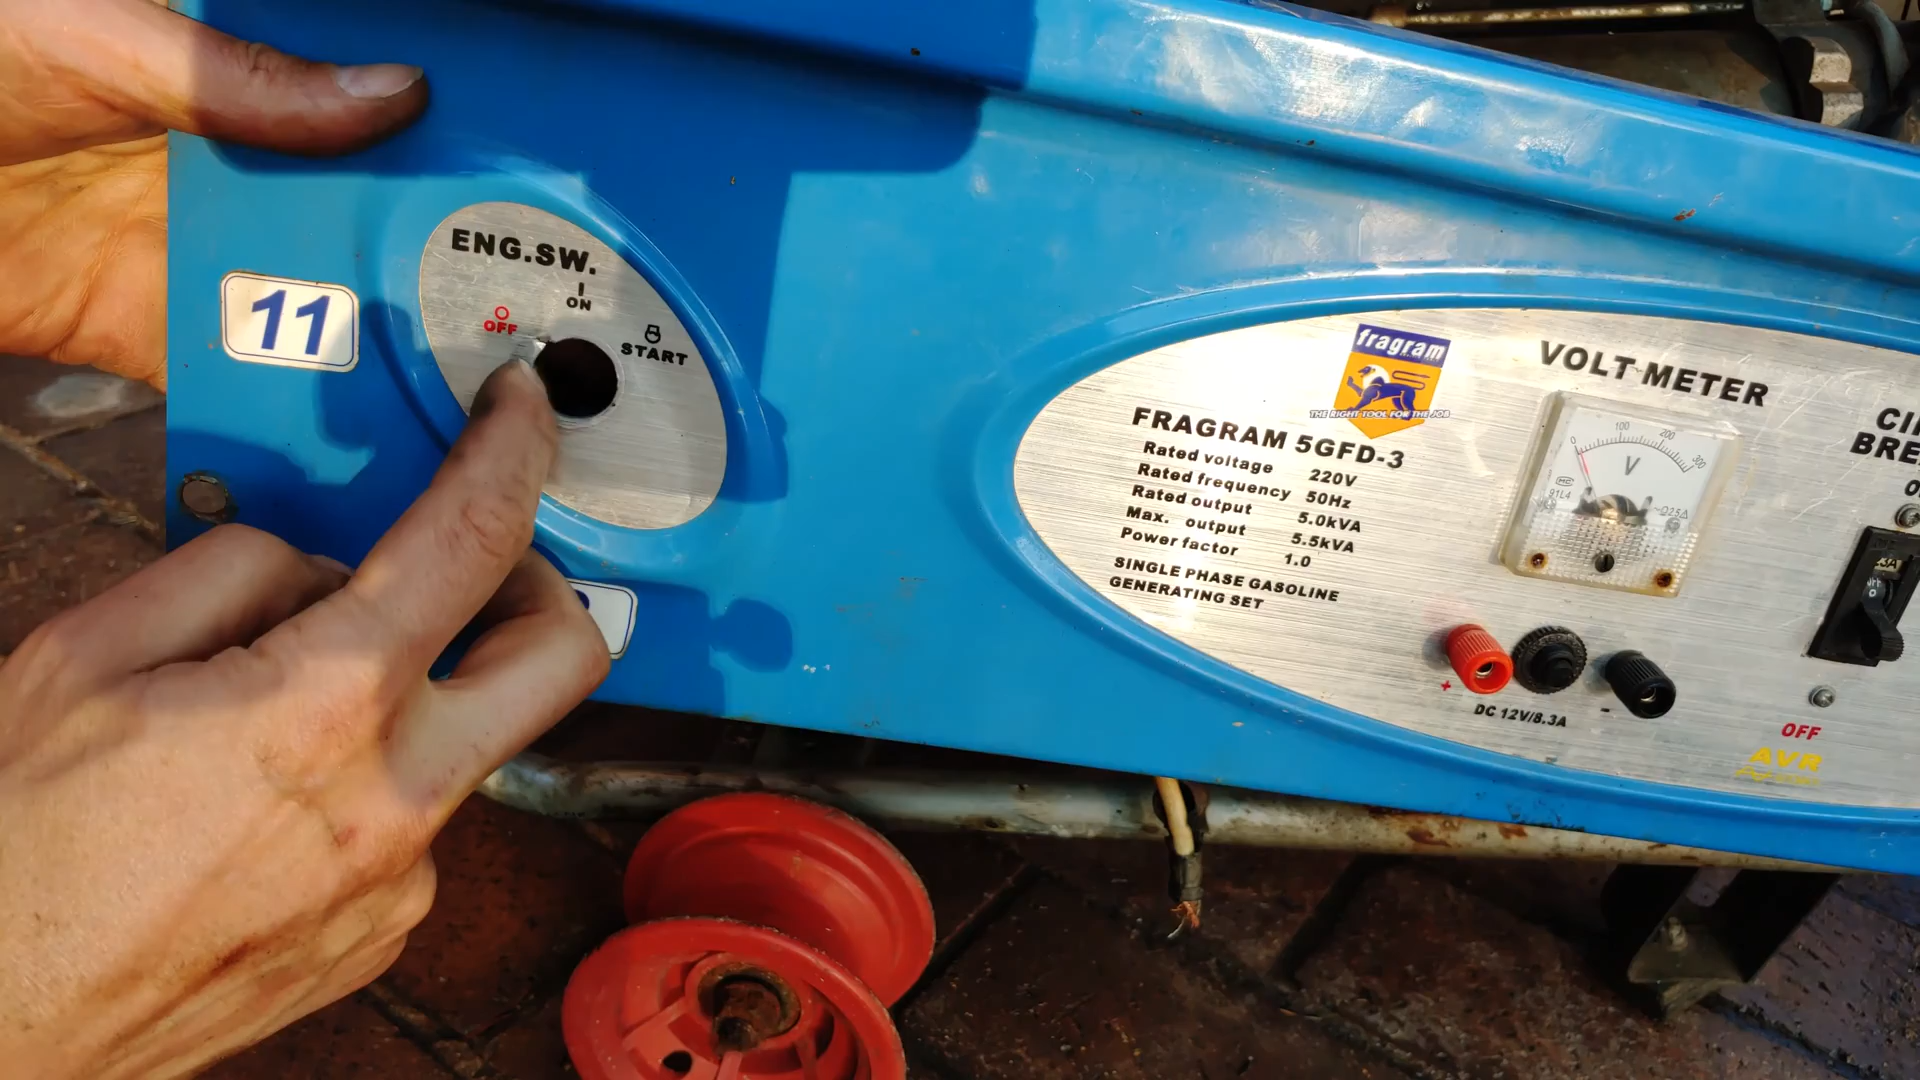 11
ENG.SW.
I
ON
OFF
START
fragram
THE RIGHT TOOL FOR THE JOB
FRAGRAM 5GFD-3
Rated voltage 220V
Rated frequency 50Hz
Rated output 5.0kVA
Max. output 5.5kVA
Power factor 1.0
SINGLE PHASE GASOLINE
GENERATING SET
VOLT METER
0 100 200 300
V
91L4
+
-
DC 12V/8.3A
OFF
AVR